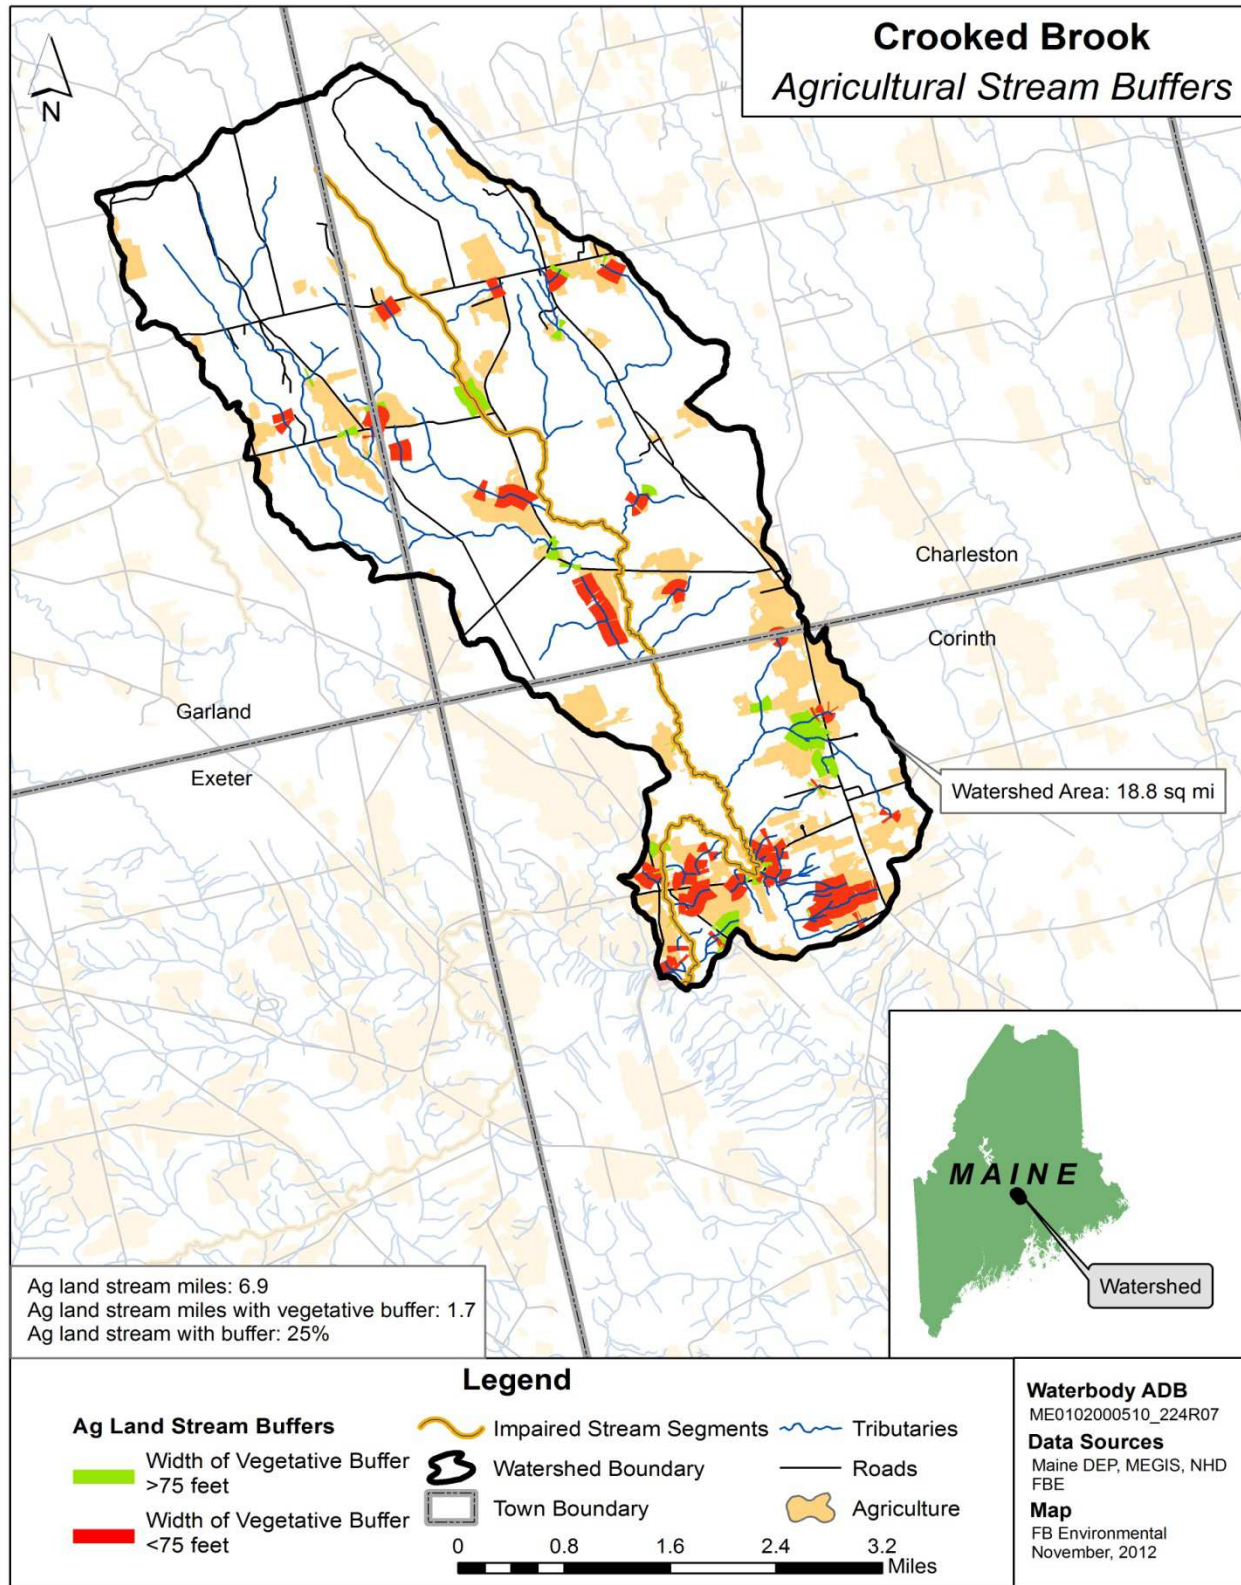 Crooked Brook
Agricultural Stream Buffers
N
Charleston
Corinth
Garland
Exeter
Watershed Area: 18.8 sq mi
MAINE
Watershed
Ag land stream miles: 6.9
Ag land stream miles with vegetative buffer: 1.7
Ag land stream with buffer: 25%
Legend
Ag Land Stream Buffers
Width of Vegetative Buffer
>75 feet
Width of Vegetative Buffer
<75 feet
Impaired Stream Segments
Watershed Boundary
Town Boundary
Tributaries
Roads
Agriculture
0 0.8 1.6 2.4 3.2
Miles
Waterbody ADB
ME0102000510_224R07
Data Sources
Maine DEP, MEGIS, NHD
FBE
Map
FB Environmental
November, 2012